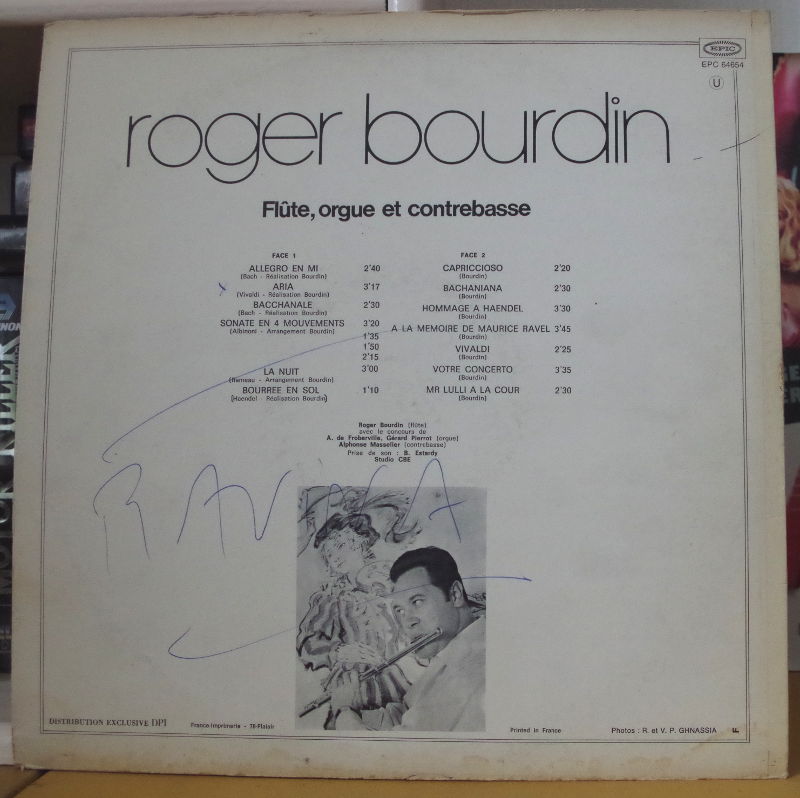 EPIC
EPC 64654
U
roger bourdin
Flûte, orgue et contrebasse
FACE 1
ALLEGRO EN MI 2'40
(Bach - Réalisation Bourdin)
ARIA 3'17
(Vivaldi - Réalisation Bourdin)
BACCHANALE 2'30
(Bach - Réalisation Bourdin)
SONATE EN 4 MOUVEMENTS 3'20
(Albinoni - Arrangement Bourdin) 1'35
1'50
2'15
LA NUIT 3'00
(Rameau - Arrangement Bourdin)
BOURREE EN SOL 1'10
(Haendel - Réalisation Bourdin)
FACE 2
CAPRICCIOSO 2'20
(Bourdin)
BACHANIANA 2'30
(Bourdin)
HOMMAGE A HAENDEL 3'30
(Bourdin)
A LA MEMOIRE DE MAURICE RAVEL 3'45
(Bourdin)
VIVALDI 2'25
(Bourdin)
VOTRE CONCERTO 3'35
(Bourdin)
MR LULLI A LA COUR 2'30
(Bourdin)
Roger Bourdin (flûte)
avec le concours de
A. de Froberville, Gérard Pierrot (orgue)
Alphonse Masselier (contrebasse)
Prise de son : B. Estardy
Studio CBE
DISTRIBUTION EXCLUSIVE DPI
France-Imprimerie - 78-Plaisir
Printed in France
Photos : R. et V. P. GHNASSIA
F